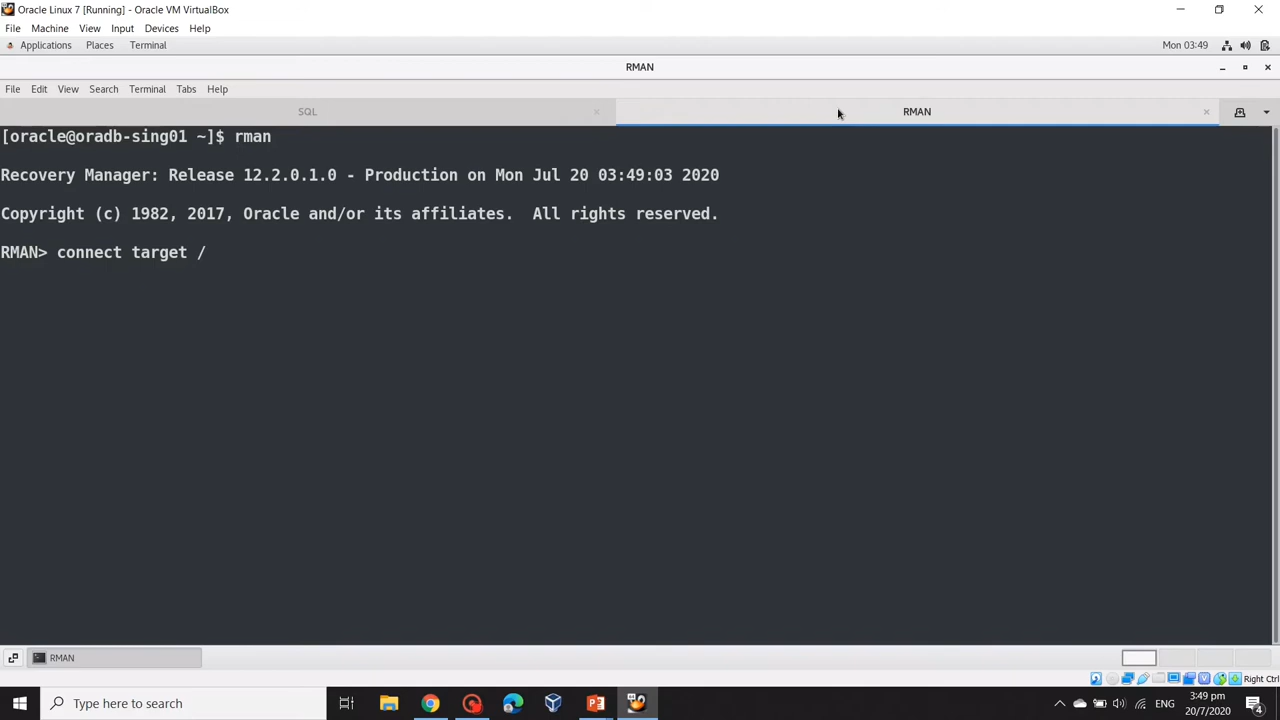 Oracle Linux 7 [Running] - Oracle VM VirtualBox
File Machine View Input Devices Help
Applications Places Terminal Mon 03:49
RMAN
File Edit View Search Terminal Tabs Help
SQL RMAN
[oracle@oradb-sing01 ~]$ rman
Recovery Manager: Release 12.2.0.1.0 - Production on Mon Jul 20 03:49:03 2020
Copyright (c) 1982, 2017, Oracle and/or its affiliates.  All rights reserved.
RMAN> connect target /
RMAN
Right Ctrl
Type here to search
ENG
3:49 pm
20/7/2020
4